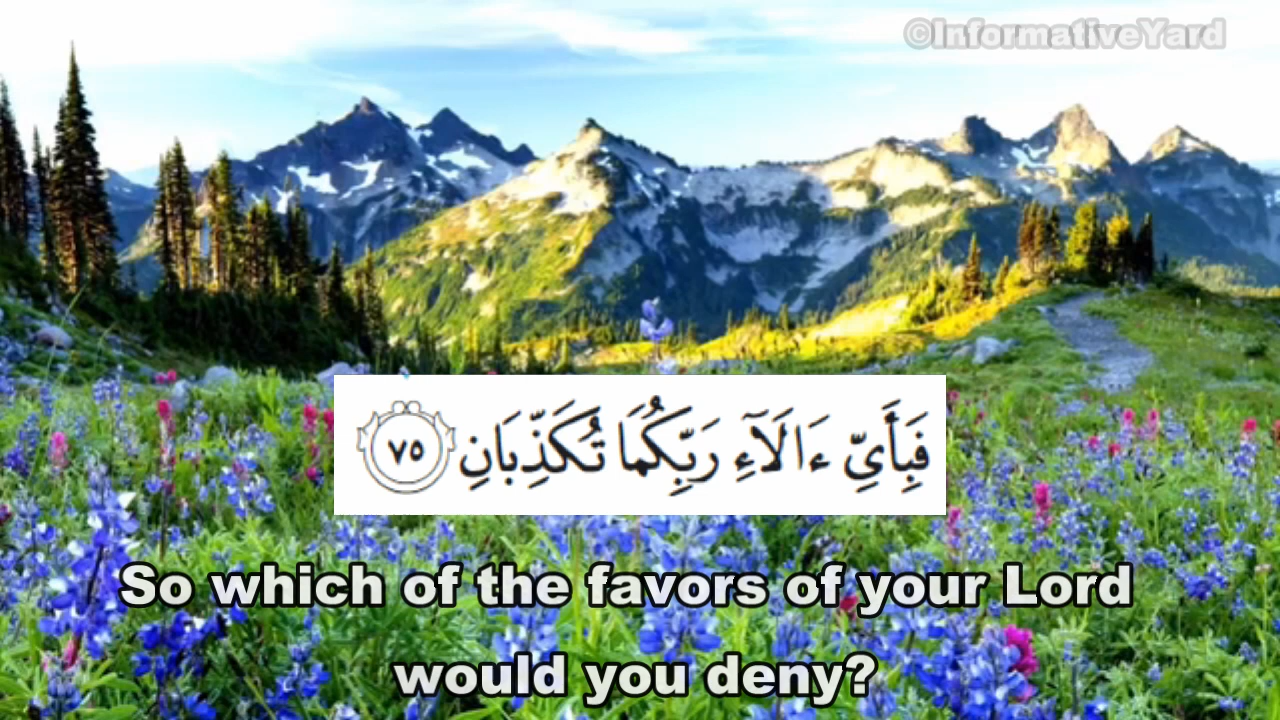 ©InformativeYard
فَبِأَيِّ ءَالَآءِ رَبِّكُمَا تُكَذِّبَانِ ٧٥
So which of the favors of your Lord
would you deny?